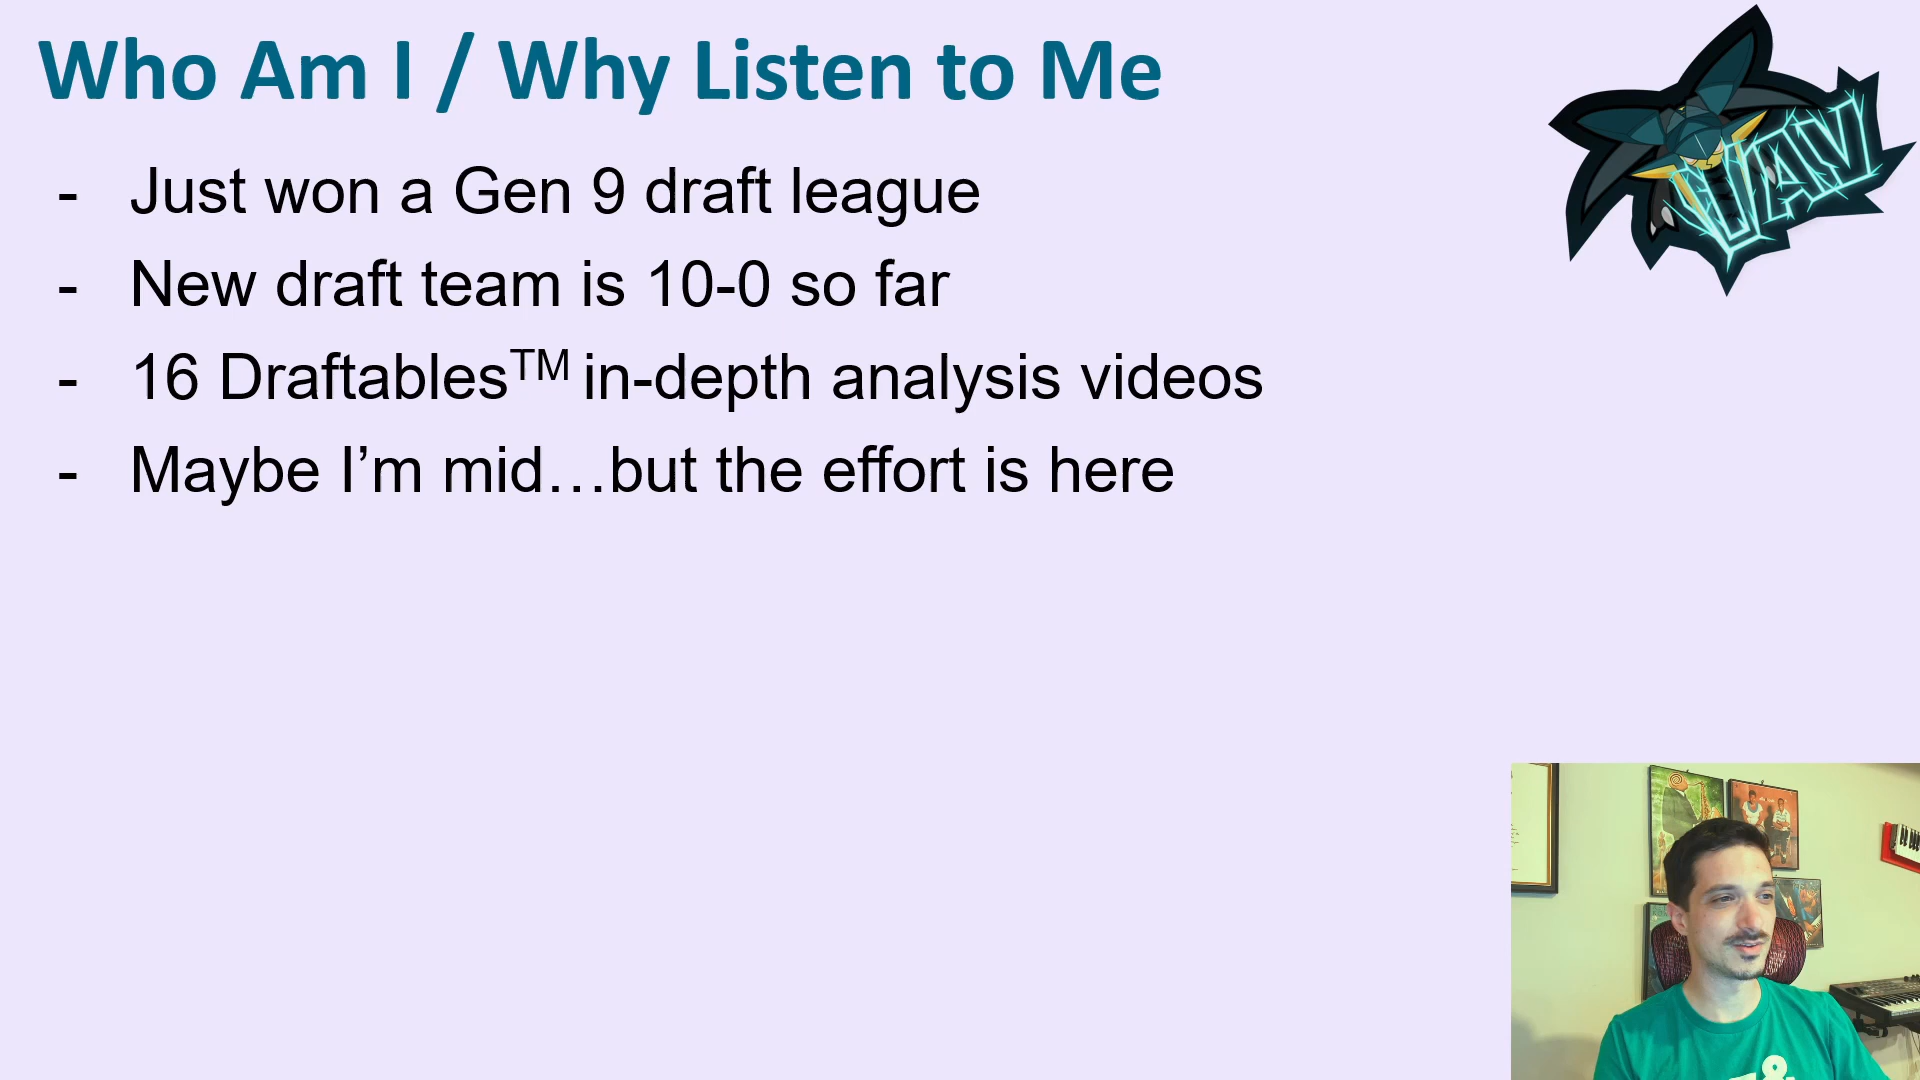 Who Am I / Why Listen to Me
- Just won a Gen 9 draft league
- New draft team is 10-0 so far
- 16 Draftables™ in-depth analysis videos
- Maybe I’m mid…but the effort is here
&